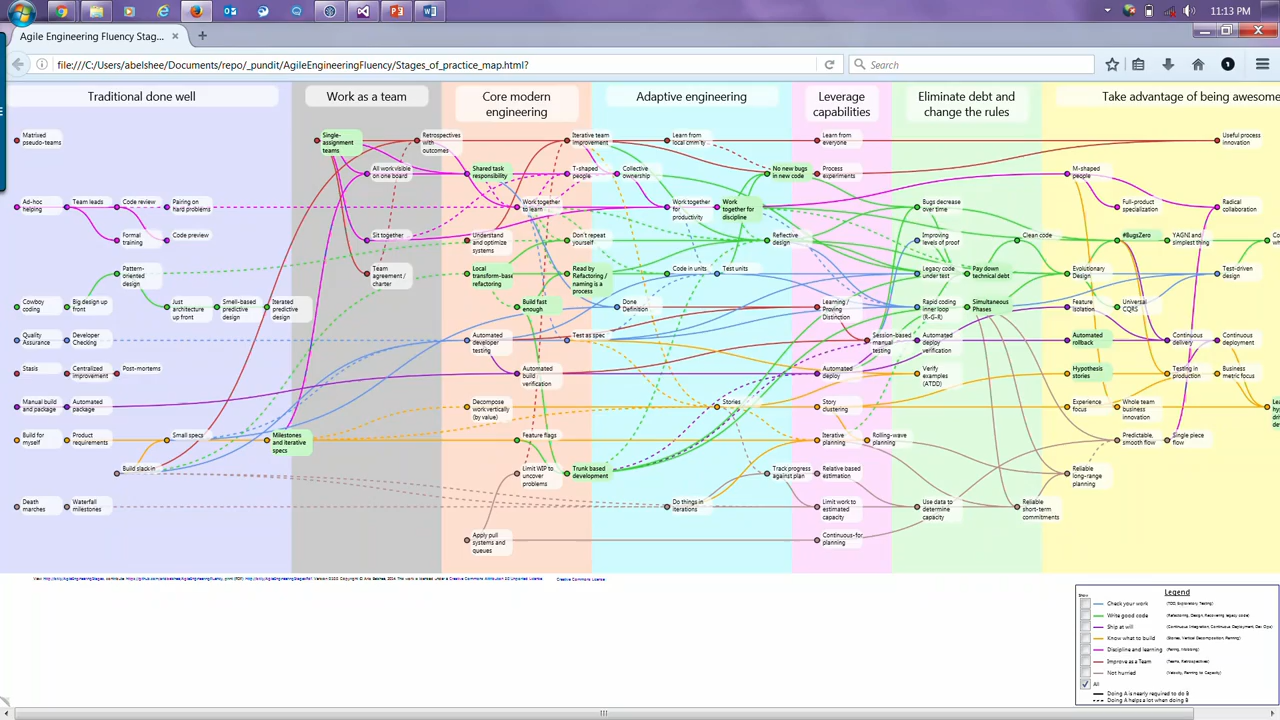 11:13 PM
Agile Engineering Fluency Stag...
file:///C:/Users/abelshee/Documents/repo/_pundit/AgileEngineeringFluency/Stages_of_practice_map.html?
Search
Traditional done well
Work as a team
Core modern
engineering
Adaptive engineering
Leverage
capabilities
Eliminate debt and
change the rules
Take advantage of being awesome
Matrixed
pseudo-teams
Single-
assignment
teams
Retrospectives
with
outcomes
Iterative team
improvement
Learn from
local cmm'ty
Learn from
everyone
Useful process
innovation
All work visible
on one board
Shared task
responsibility
T-shaped
people
Collective
ownership
No new bugs
in new code
Process
experiments
M-shaped
people
Ad-hoc
helping
Team leads
Code review
Pairing on
hard problems
Work together
to learn
Work together
for
productivity
Work
together for
discipline
Bugs decrease
over time
Full-product
specialization
Radical
collaboration
Formal
training
Code preview
Sit together
Understand
and optimize
systems
Don't repeat
yourself
Reflective
design
Improving
levels of proof
Clean code
#BugsZero
YAGNI and
simplest thing
Pattern-
oriented
design
Team
agreement /
charter
Local
transform-base
refactoring
Read by
Refactoring /
naming is a
process
Code in units
Test units
Legacy code
under test
Pay down
technical debt
Evolutionary
Design
Test-driven
design
Cowboy
coding
Big design up
front
Just
architecture
up front
Smell-based
predictive
design
Iterated
predictive
design
Build fast
enough
Done
Definition
Learning /
Proving
Distinction
Rapid coding
inner loop
(R-G-R)
Simultaneous
Phases
Feature
isolation
Universal
CQRS
Quality
Assurance
Developer
Checking
Automated
developer
testing
Test as spec
Session-based
manual
testing
Automated
deploy
verification
Automated
rollback
Continuous
delivery
Continuous
deployment
Stasis
Centralized
improvement
Post-mortems
Automated
build
verification
Automated
deploy
Verify
examples
(ATDD)
Hypothesis
stories
Testing in
production
Business
metric focus
Manual build
and package
Automated
package
Decompose
work vertically
(by value)
Stories
Story
clustering
Experience
focus
Whole team
business
innovation
Build for
myself
Product
requirements
Small specs
Milestones
and iterative
specs
Feature flags
Iterative
planning
Rolling-wave
planning
Predictable,
smooth flow
Single piece
flow
Build slack in
Limit WIP to
uncover
problems
Trunk based
development
Track progress
against plan
Relative based
estimation
Reliable
long-range
planning
Death
marches
Waterfall
milestones
Do things in
iterations
Limit work to
estimated
capacity
Use data to
determine
capacity
Reliable
short-term
commitments
Apply pull
systems and
queues
planning
Legend
Show
Check your work
Write good code
Ship at will
Know what to build
Discipline and learning
Improve as a Team
Not hurried
All
Doing A is nearly required to do B
Doing A helps a lot when doing B